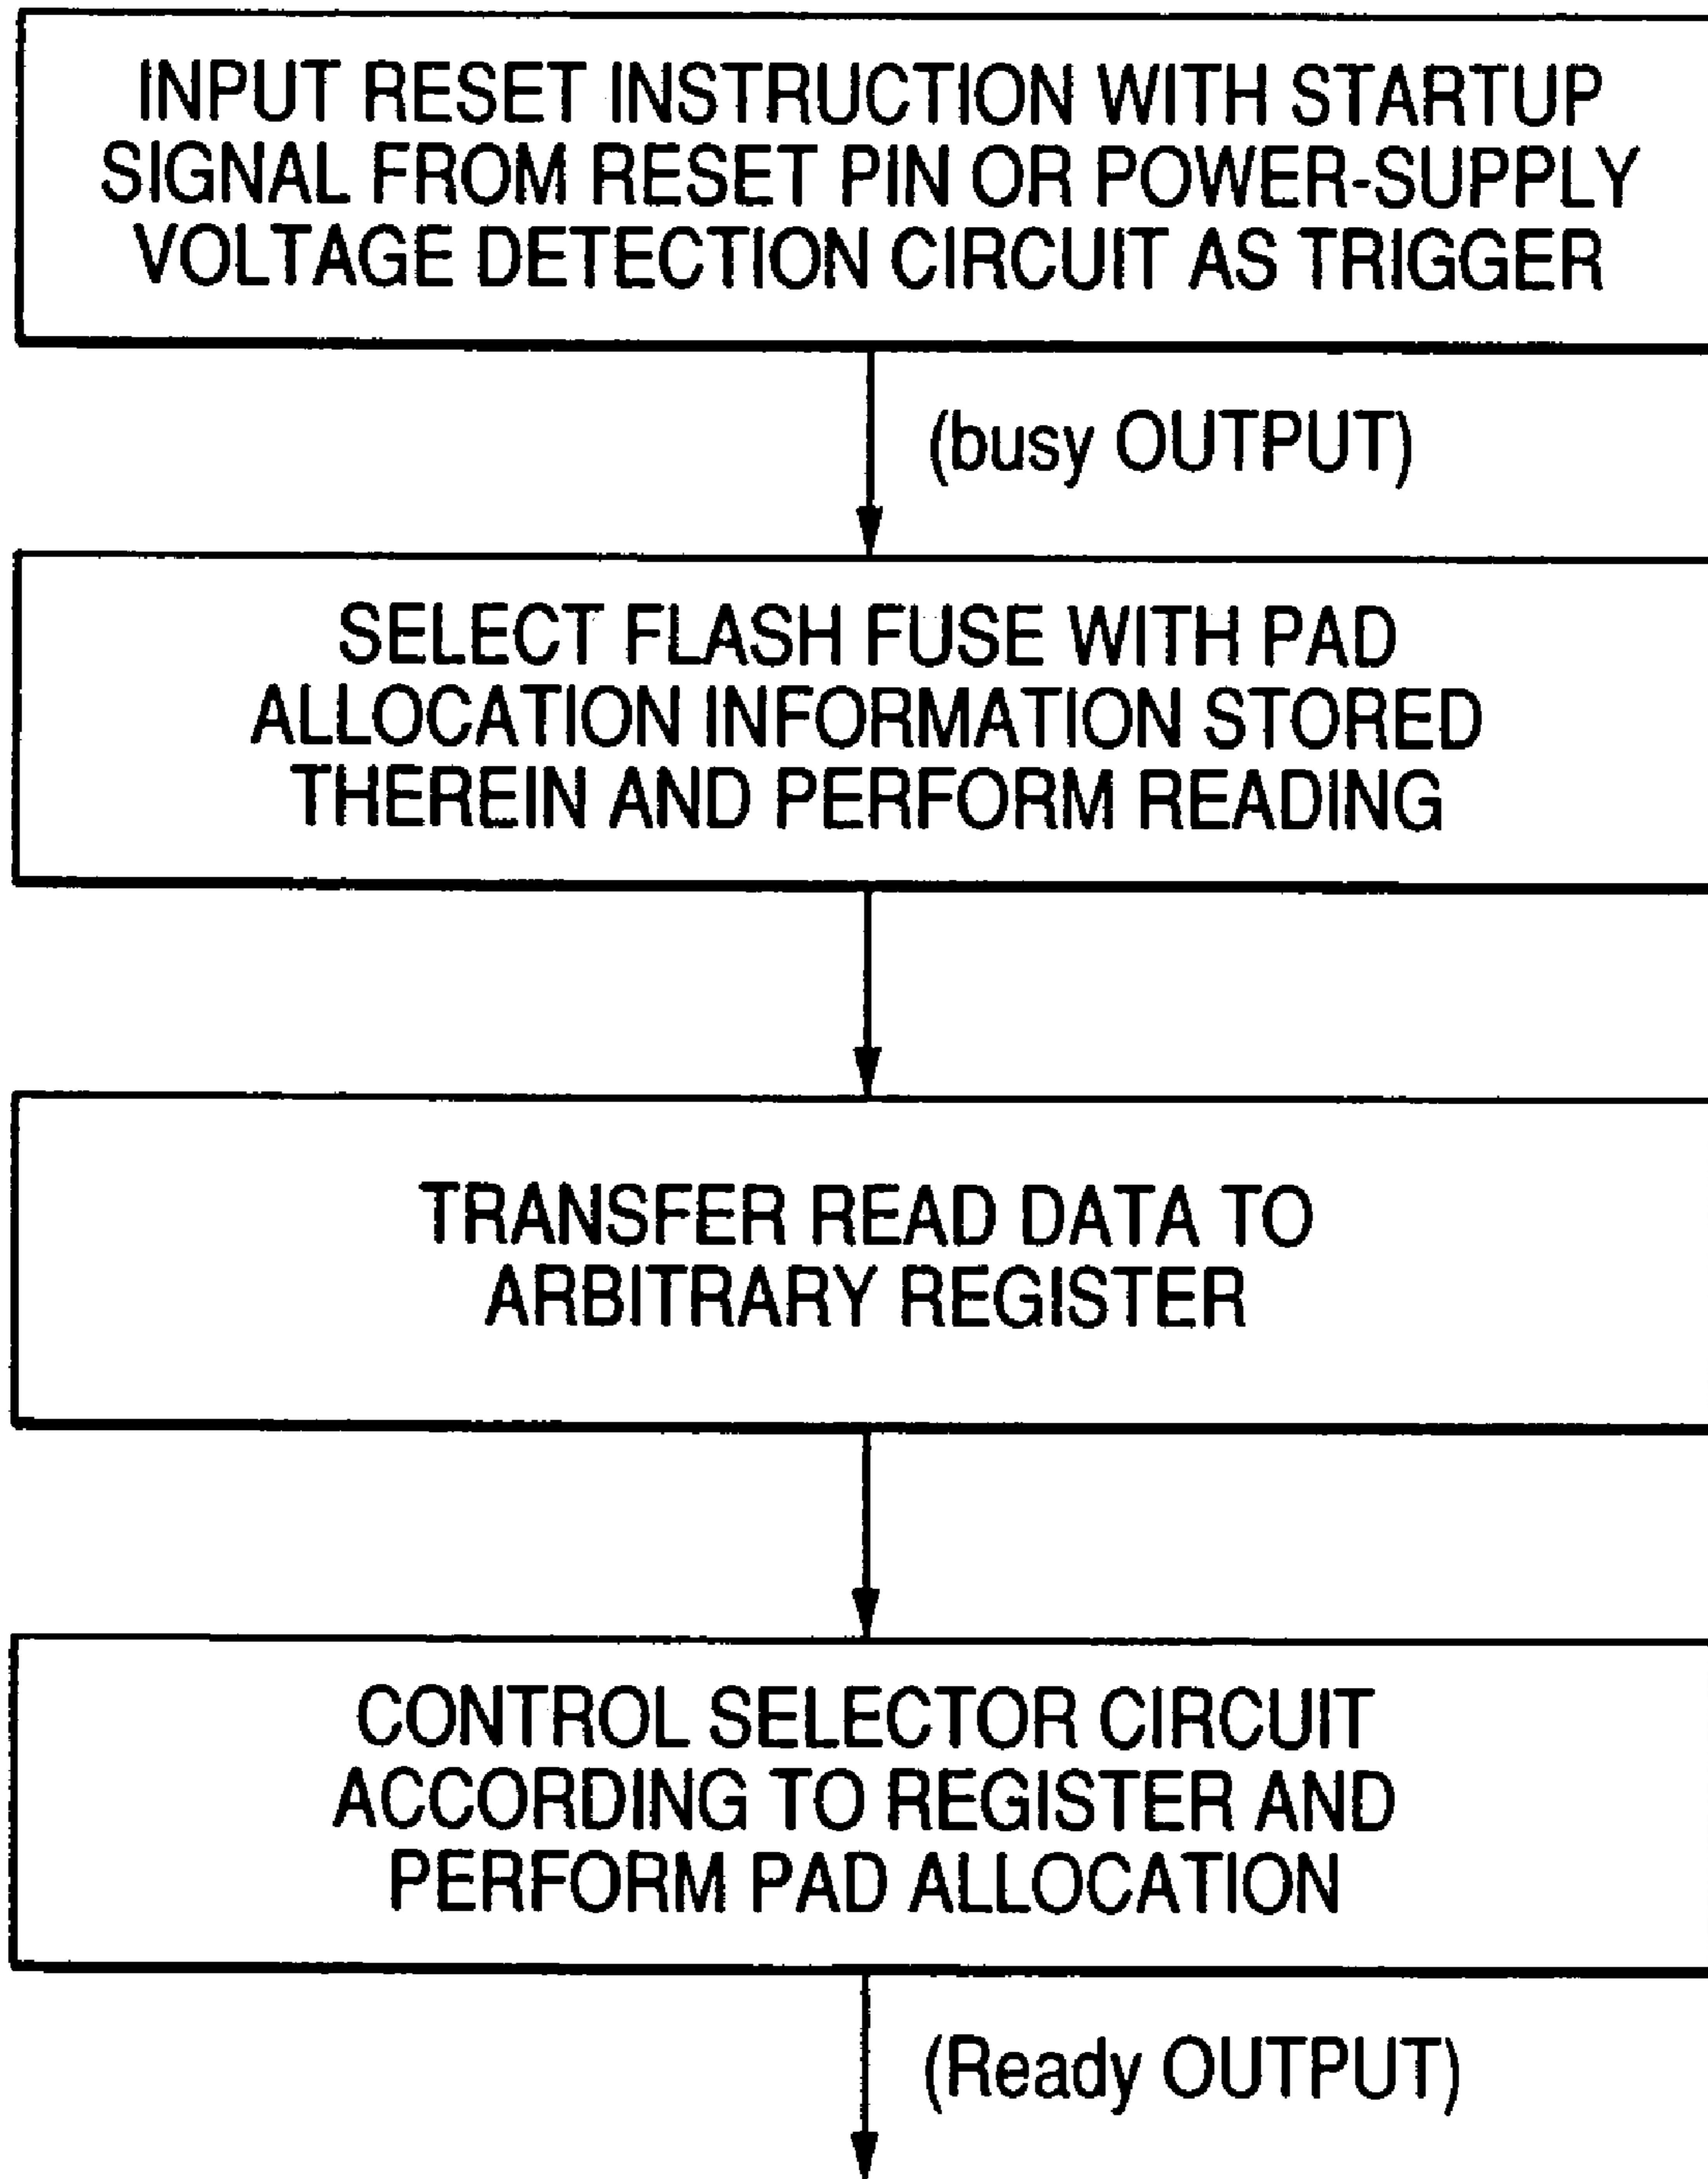 INPUT RESET INSTRUCTION WITH STARTUP
SIGNAL FROM RESET PIN OR POWER-SUPPLY
VOLTAGE DETECTION CIRCUIT AS TRIGGER
(busy OUTPUT)
SELECT FLASH FUSE WITH PAD
ALLOCATION INFORMATION STORED
THEREIN AND PERFORM READING
TRANSFER READ DATA TO
ARBITRARY REGISTER
CONTROL SELECTOR CIRCUIT
ACCORDING TO REGISTER AND
PERFORM PAD ALLOCATION
(Ready OUTPUT)